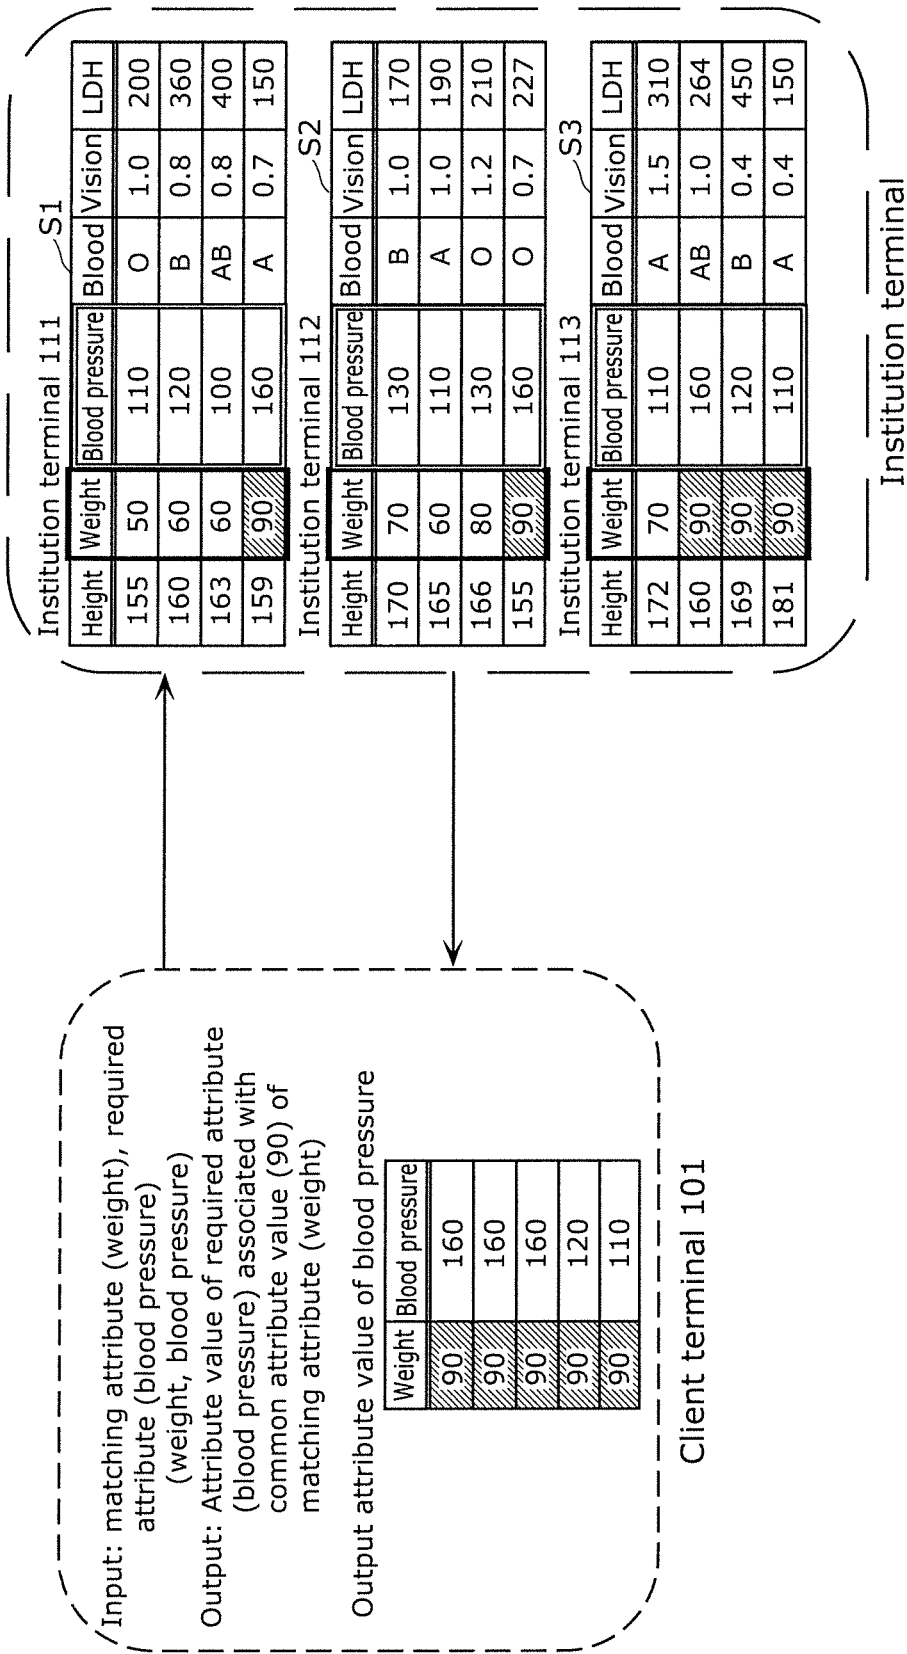 Input: matching attribute (weight), required
attribute (blood pressure)
(weight, blood pressure)
Output: Attribute value of required attribute
(blood pressure) associated with
common attribute value (90) of
matching attribute (weight)
Output attribute value of blood pressure
Weight Blood pressure
90 160
90 160
90 160
90 120
90 110
Client terminal 101
Institution terminal 111 S1
Height Weight Blood pressure Blood Vision LDH
155 50 110 O 1.0 200
160 60 120 B 0.8 360
163 60 100 AB 0.8 400
159 90 160 A 0.7 150
Institution terminal 112 S2
Height Weight Blood pressure Blood Vision LDH
170 70 130 B 1.0 170
165 60 110 A 1.0 190
166 80 130 O 1.2 210
155 90 160 O 0.7 227
Institution terminal 113 S3
Height Weight Blood pressure Blood Vision LDH
172 70 110 A 1.5 310
160 90 160 AB 1.0 264
169 90 120 B 0.4 450
181 90 110 A 0.4 150
Institution terminal